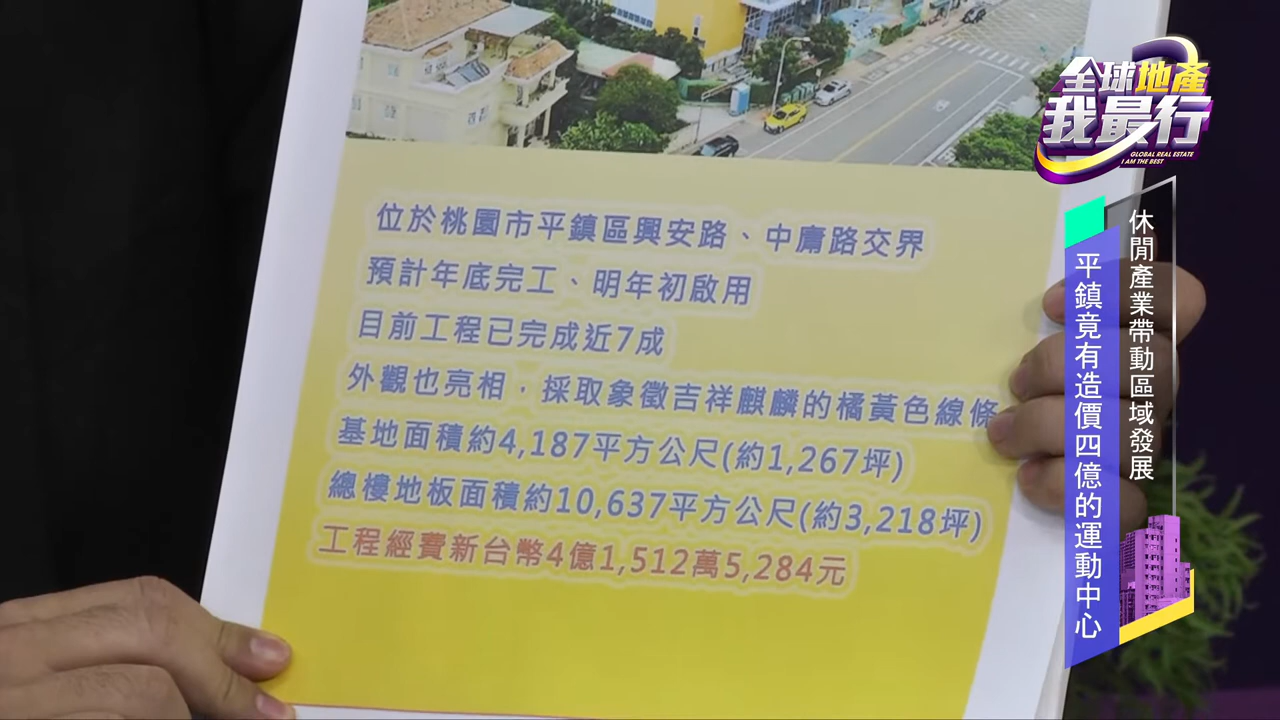 位於桃園市平鎮區興安路、中庸路交界
預計年底完工、明年初啟用
目前工程已完成近7成
外觀也亮相，採取象徵吉祥麒麟的橘黃色線條
基地面積約4,187平方公尺(約1,267坪)
總樓地板面積約10,637平方公尺(約3,218坪)
工程經費新台幣4億1,512萬5,284元
全球地產
我最行
GLOBAL REAL ESTATE
I AM THE BEST
休閒產業帶動區域發展
平鎮竟有造價四億的運動中心